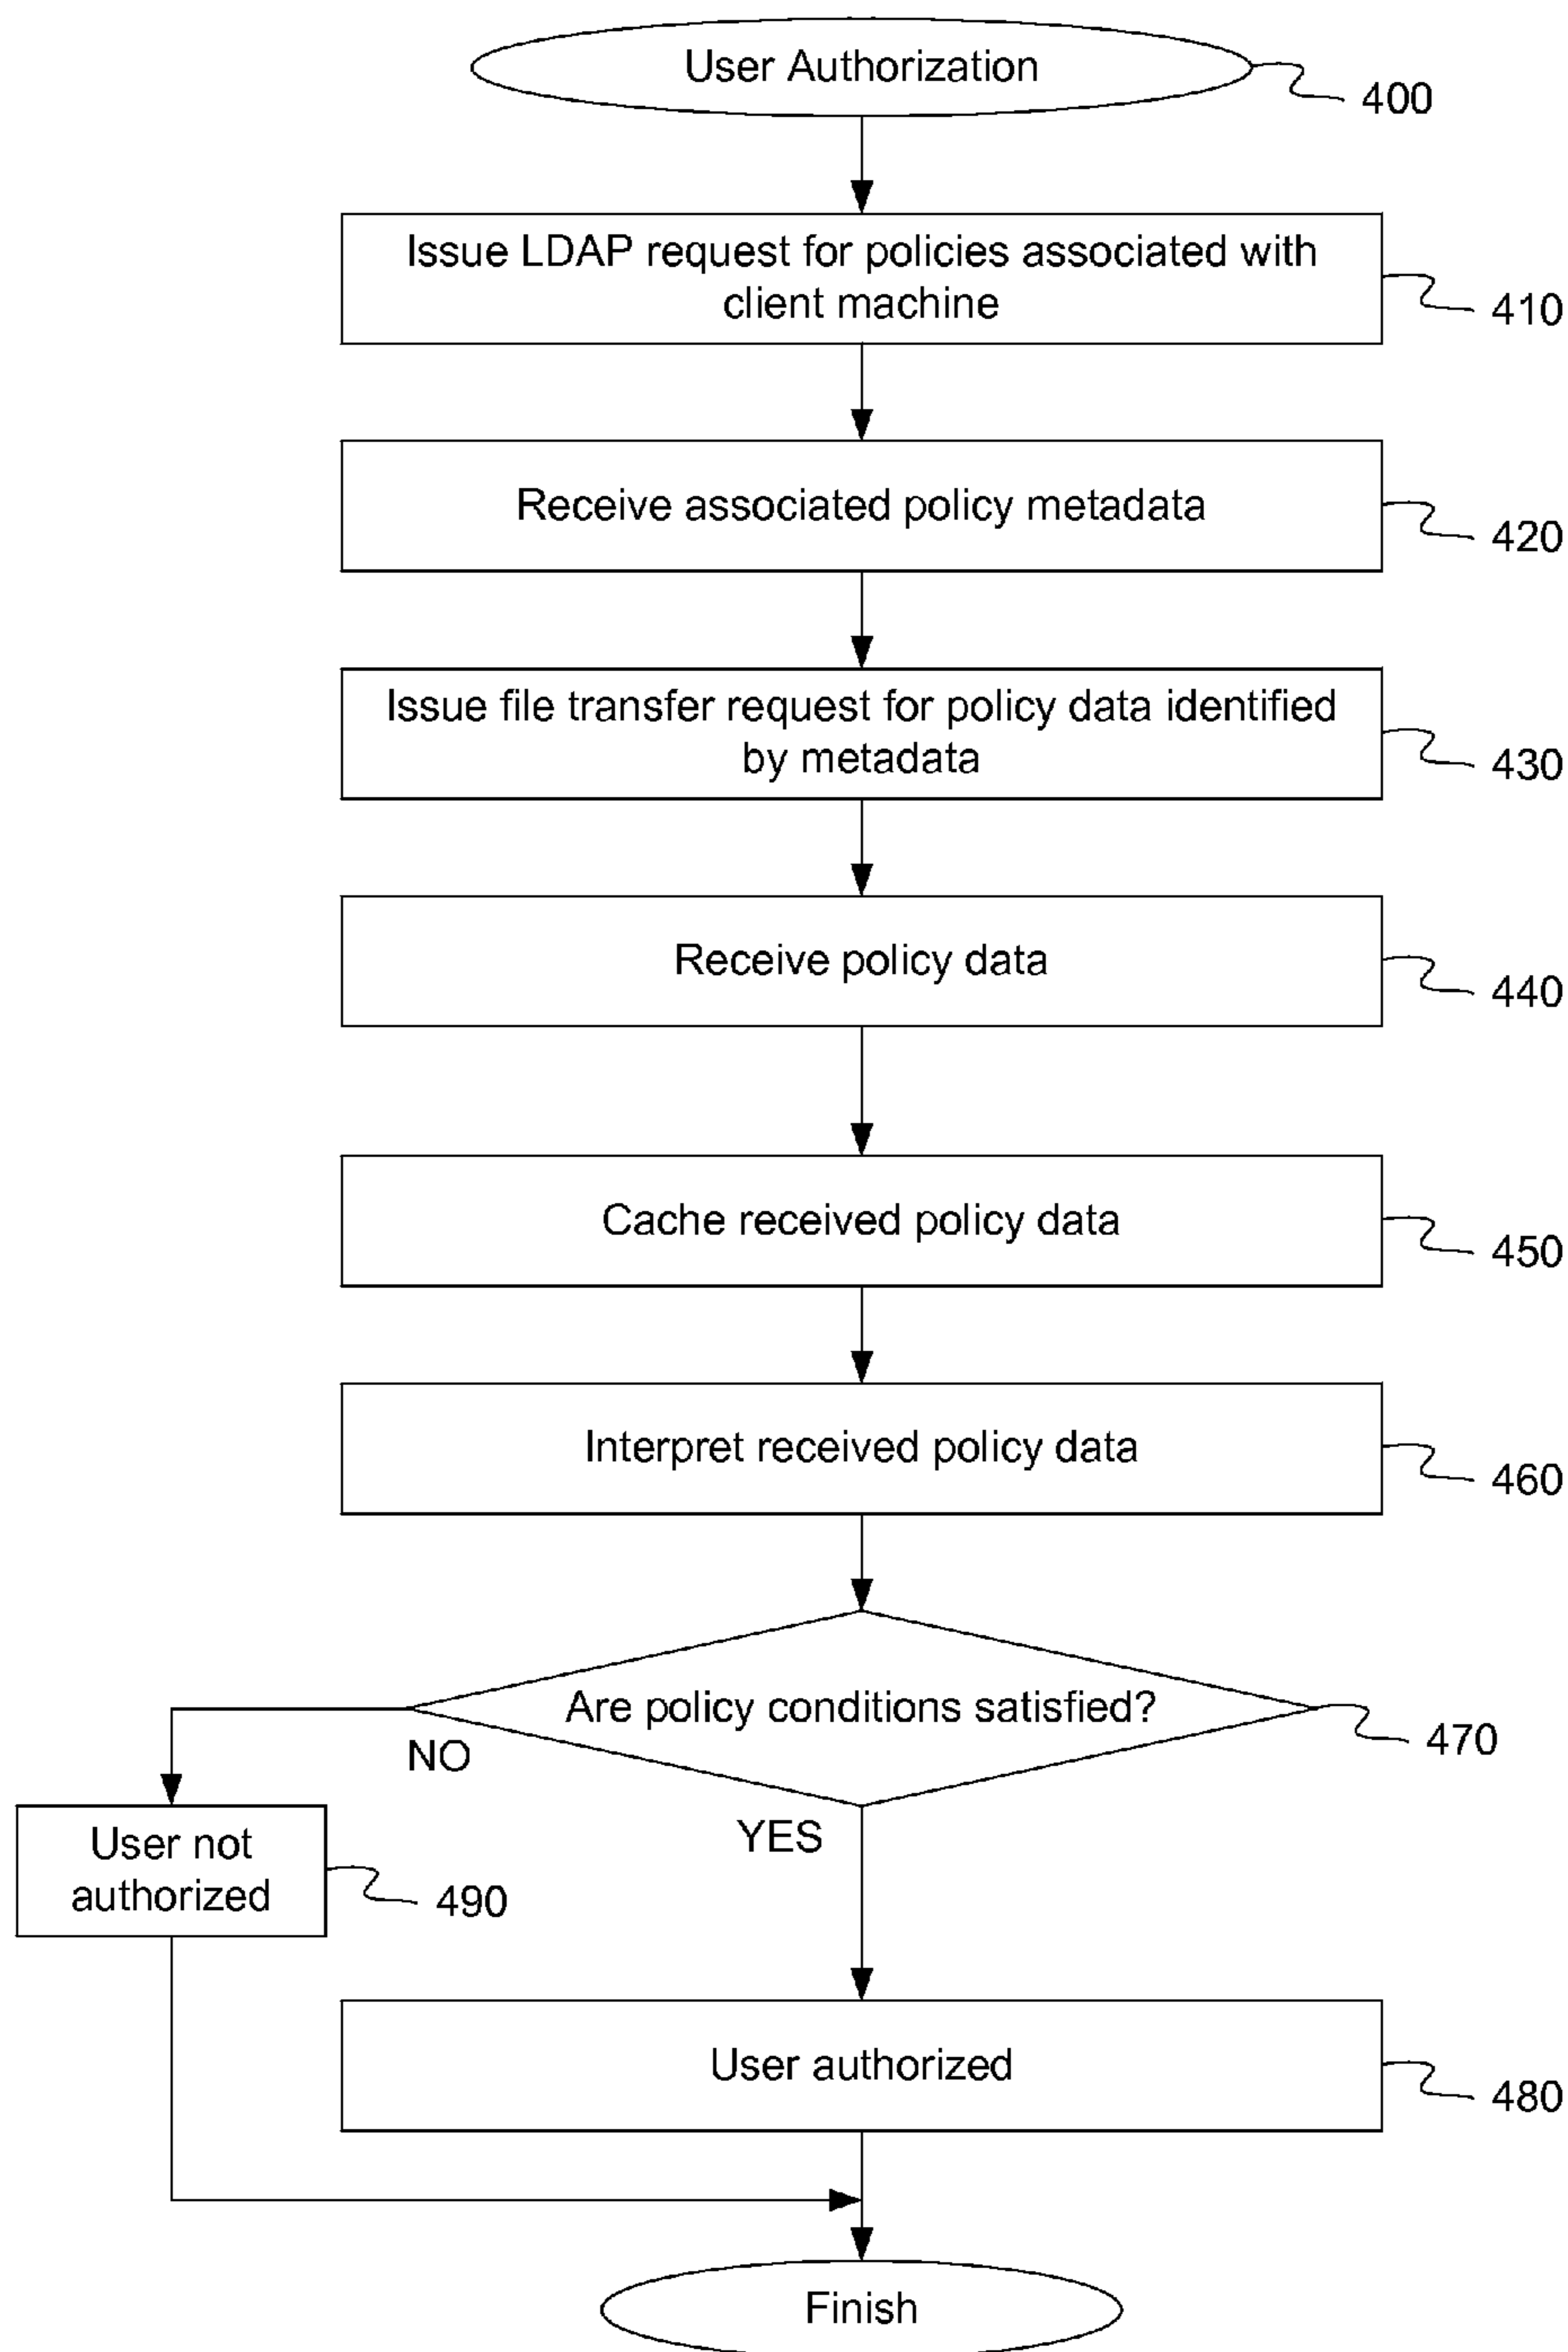 User Authorization
400
Issue LDAP request for policies associated with
client machine
410
Receive associated policy metadata
420
Issue file transfer request for policy data identified
by metadata
430
Receive policy data
440
Cache received policy data
450
Interpret received policy data
460
Are policy conditions satisfied?
470
NO
YES
User not
authorized
490
User authorized
480
Finish